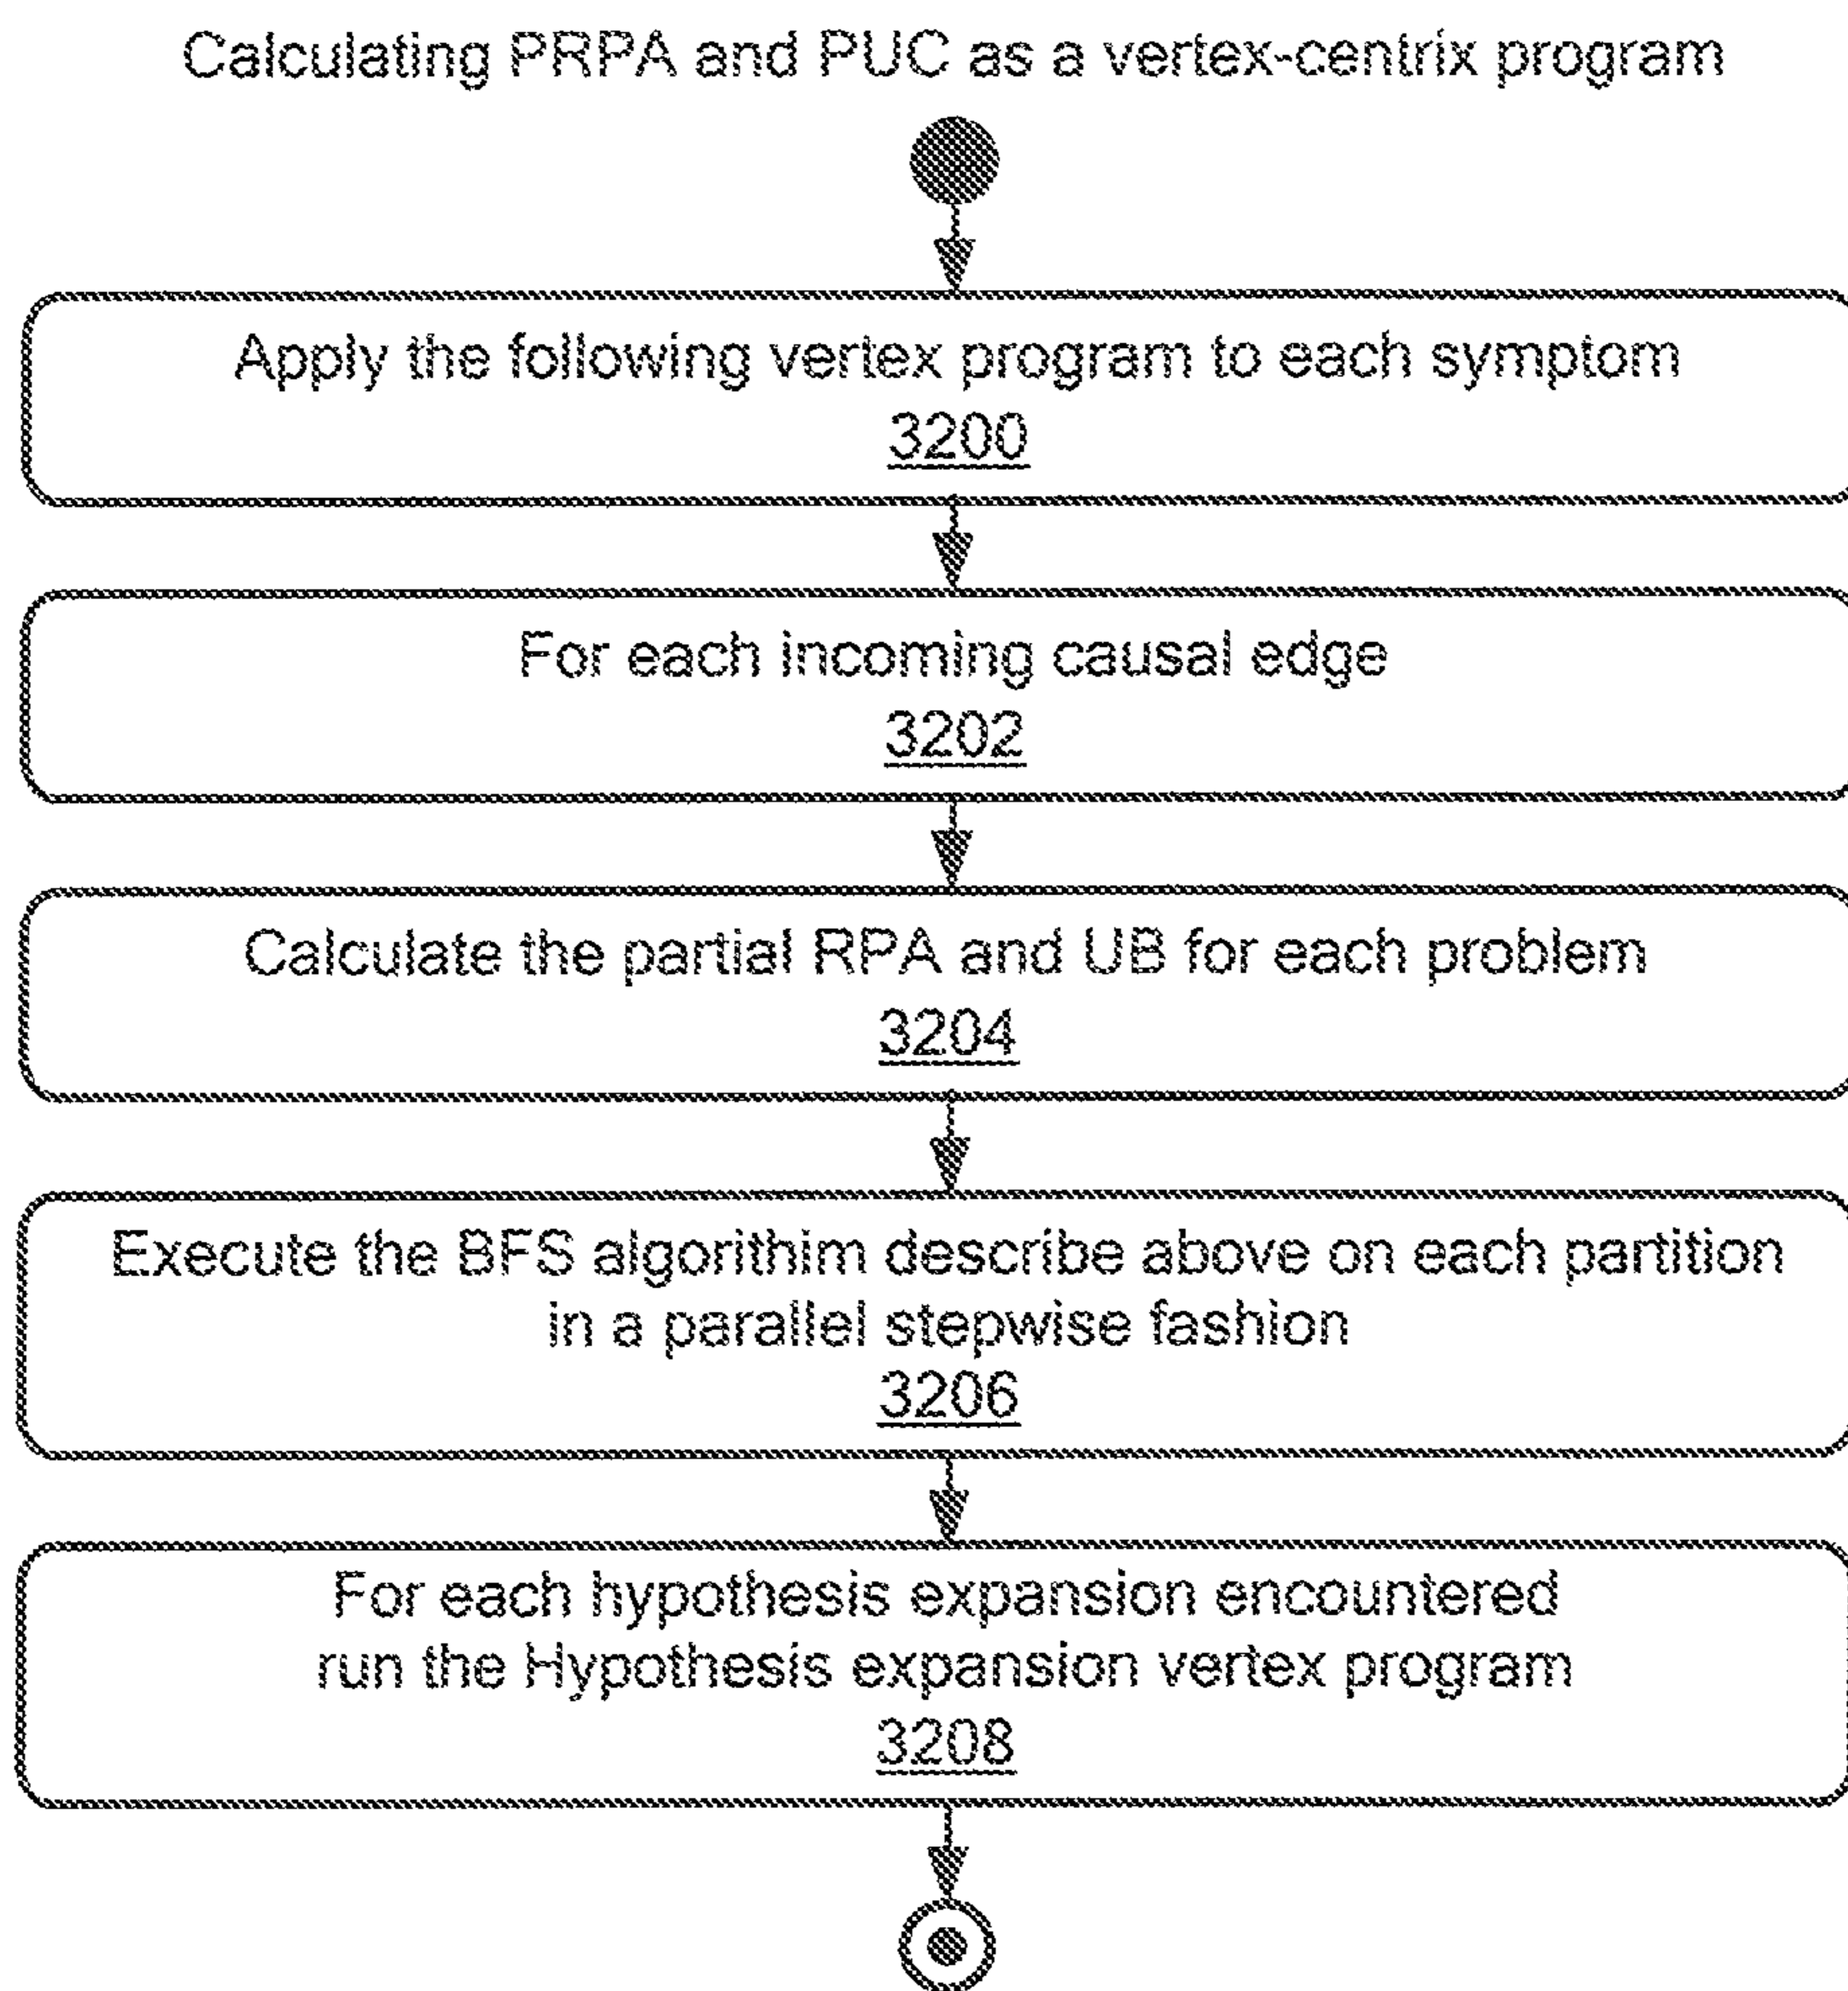 Calculating PRPA and PUC as a vertex-centrix program
Apply the following vertex program to each symptom
3200
For each incoming causal edge
3202
Calculate the partial RPA and UB for each problem
3204
Execute the BFS algorithim describe above on each partition
in a parallel stepwise fashion
3206
For each hypothesis expansion encountered
run the Hypothesis expansion vertex program
3208